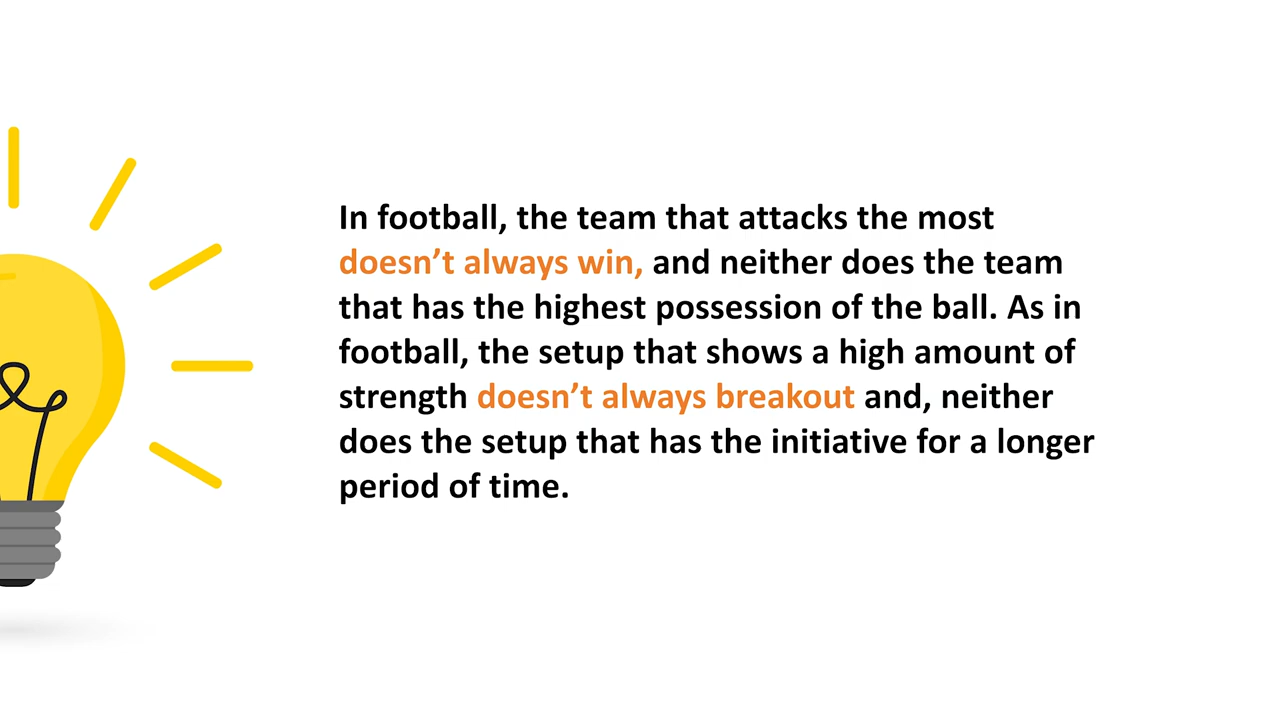 In football, the team that attacks the most
doesn’t always win, and neither does the team
that has the highest possession of the ball. As in
football, the setup that shows a high amount of
strength doesn’t always breakout and, neither
does the setup that has the initiative for a longer
period of time.